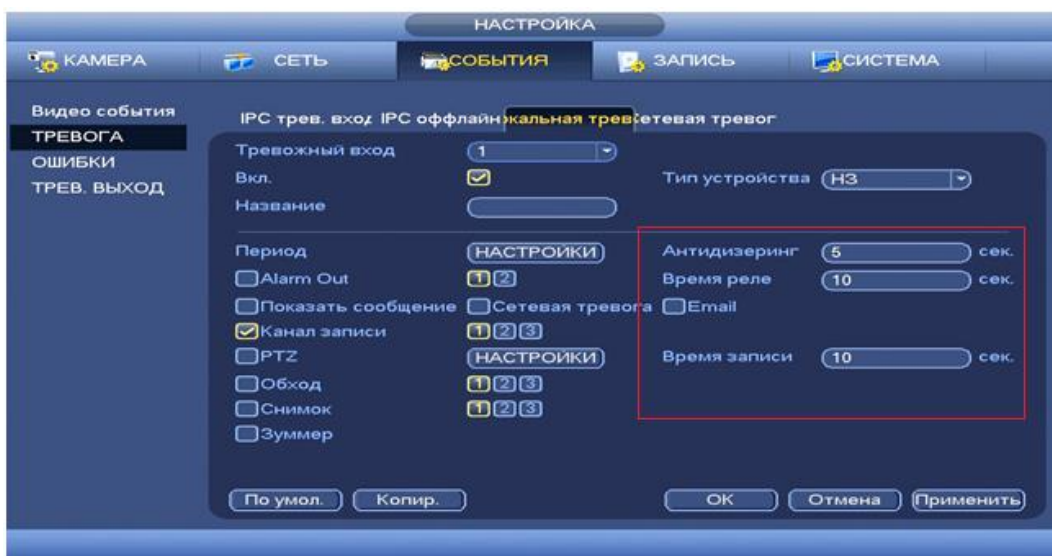 НАСТРОЙКА
КАМЕРА СЕТЬ СОБЫТИЯ ЗАПИСЬ СИСТЕМА
Видео события
ТРЕВОГА
ОШИБКИ
ТРЕВ. ВЫХОД
IPC трев. вход IPC оффлайн кальная трев етевая тревог
Тревожный вход 1
Вкл. Тип устройства НЗ
Название
Период НАСТРОЙКИ Антидизеринг 5 сек.
Alarm Out 1 2 Время реле 10 сек.
Показать сообщение Сетевая тревога Email
Канал записи 1 2 3
PTZ НАСТРОЙКИ Время записи 10 сек.
Обход 1 2 3
Снимок 1 2 3
Зуммер
По умол. Копир. OK Отмена Применить